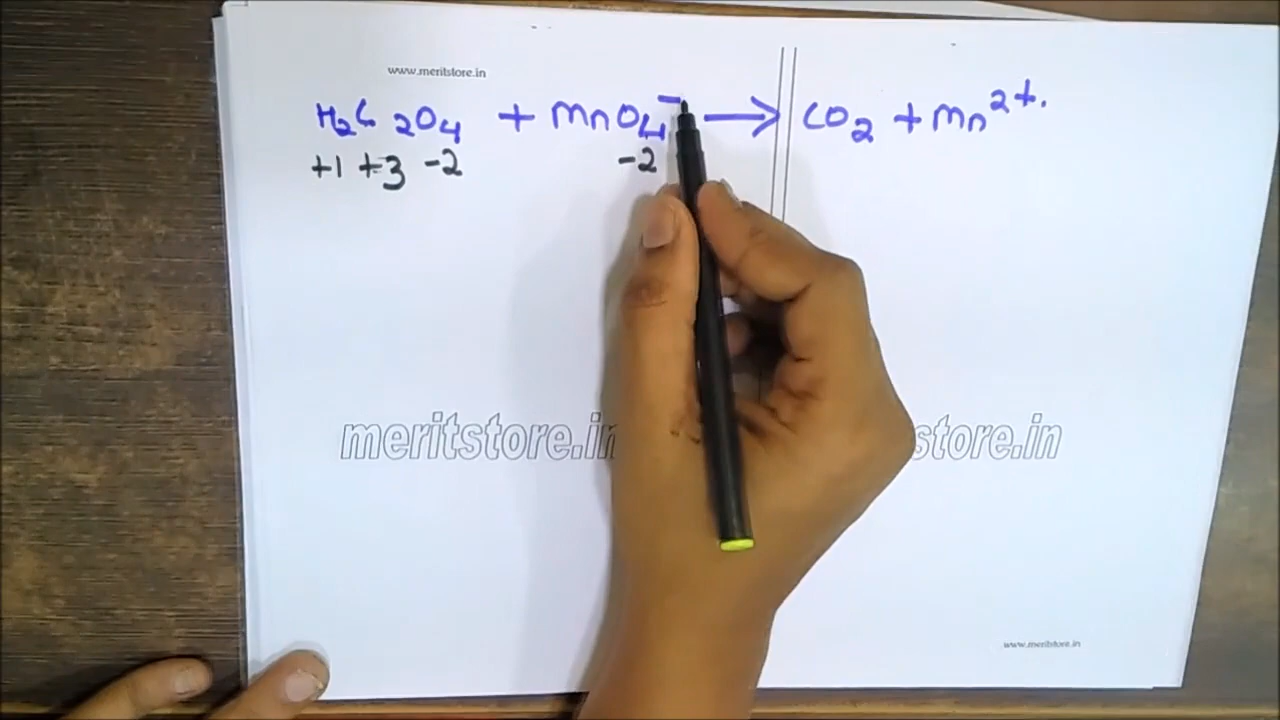 www.meritstore.in
H₂C₂O₄ + MnO₄⁻ → CO₂ + Mn²⁺.
+1 +3 -2 -2
meritstore.in store.in
www.meritstore.in